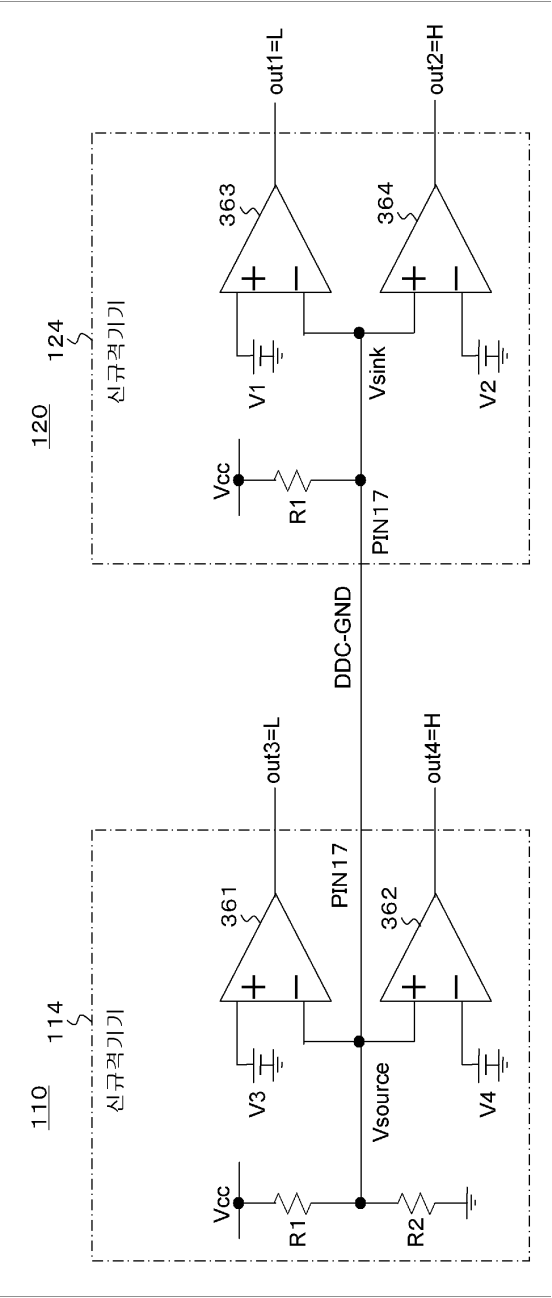 110
120
114
124
신규격기기
신규격기기
Vcc
R1
R2
Vsource
V3
V4
361
362
+
−
+
−
out3=L
out4=H
PIN17
DDC-GND
PIN17
Vcc
R1
Vsink
V1
V2
363
364
+
−
+
−
out1=L
out2=H